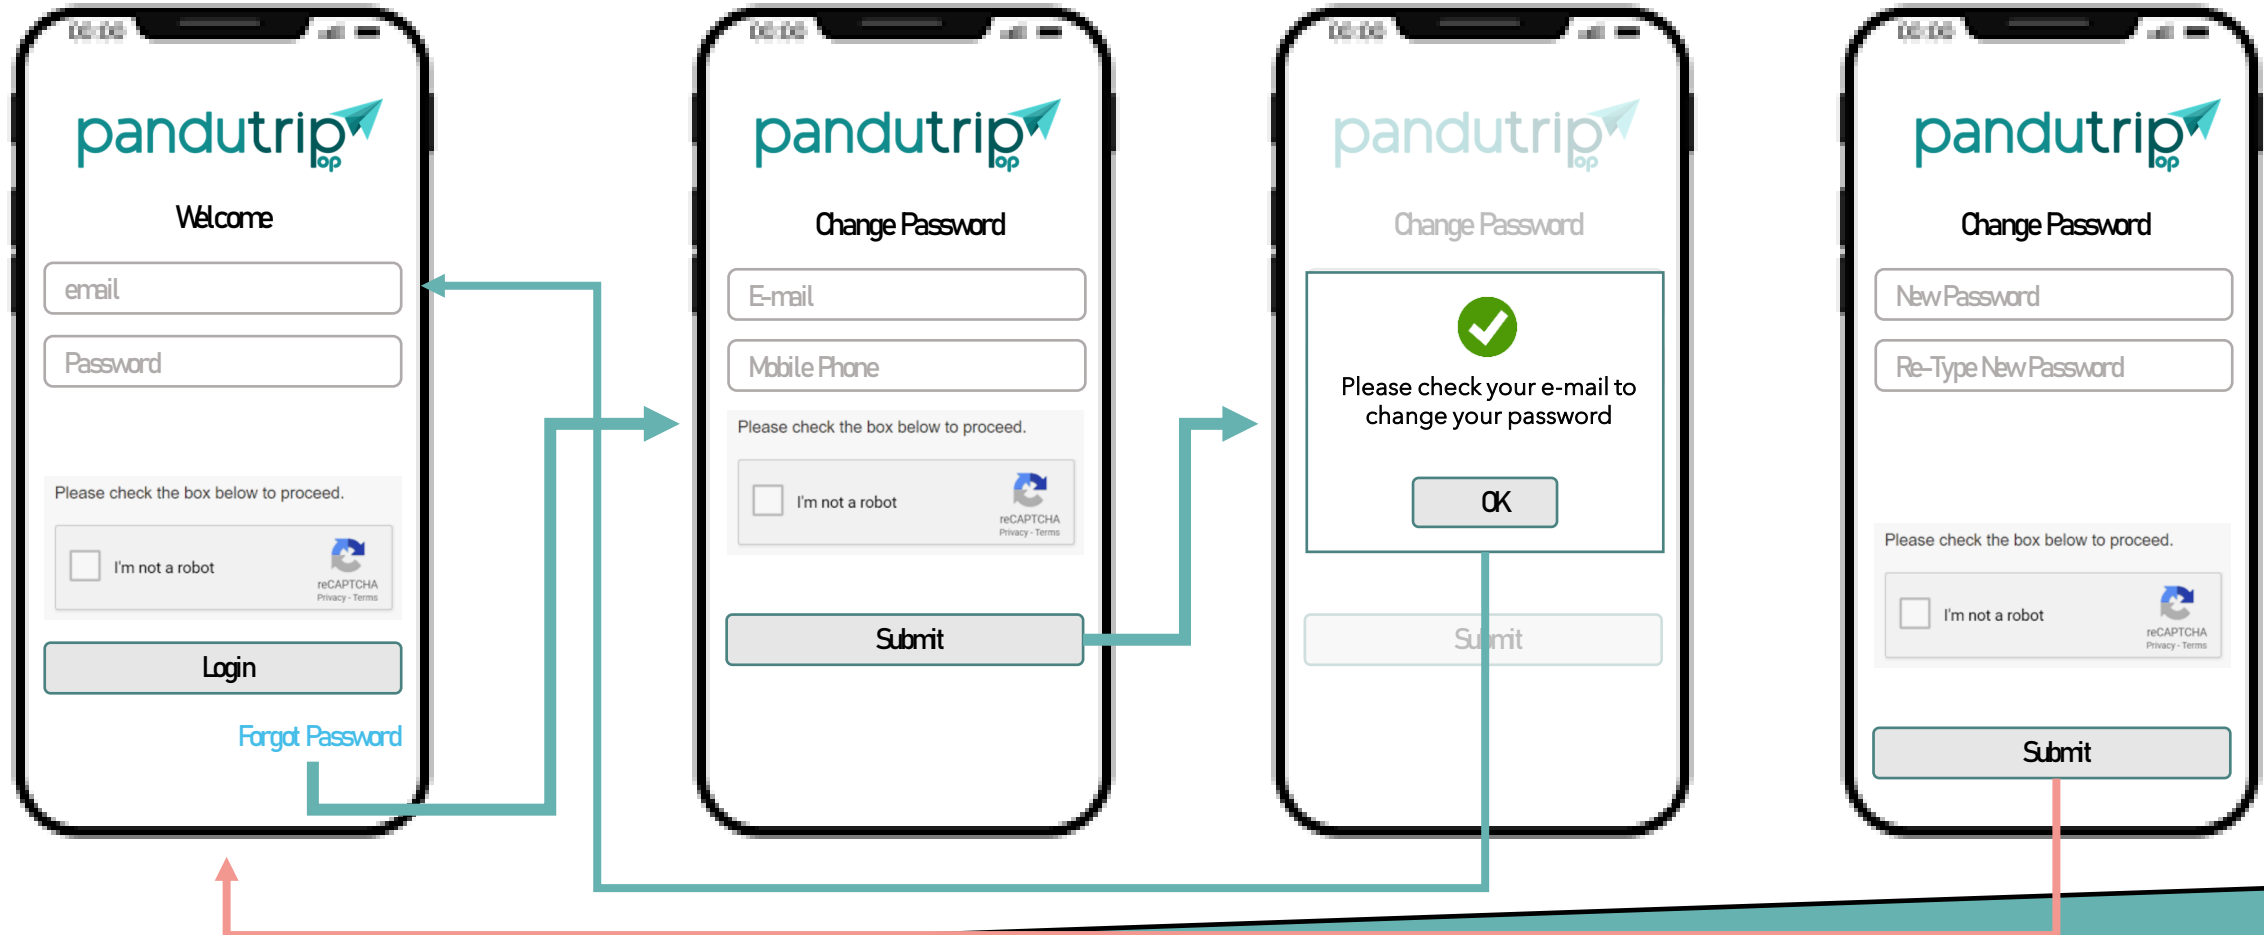 00:00
pandutrip
op
Welcome
email
Password
Please check the box below to proceed.
I'm not a robot
reCAPTCHA
Privacy - Terms
Login
Forgot Password
00:00
pandutrip
op
Change Password
E-mail
Mobile Phone
Please check the box below to proceed.
I'm not a robot
reCAPTCHA
Privacy - Terms
Submit
00:00
pandutrip
op
Change Password
Please check your e-mail to
change your password
OK
Submit
00:00
pandutrip
op
Change Password
New Password
Re-Type New Password
Please check the box below to proceed.
I'm not a robot
reCAPTCHA
Privacy - Terms
Submit